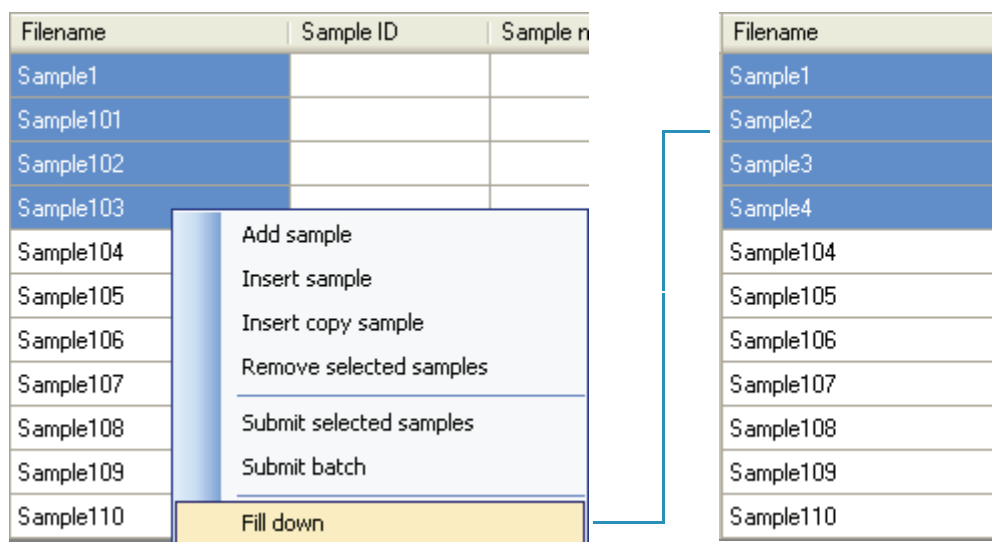 Filename Sample ID Sample n
Sample1
Sample101
Sample102
Sample103
Sample104
Sample105
Sample106
Sample107
Sample108
Sample109
Sample110
Add sample
Insert sample
Insert copy sample
Remove selected samples
Submit selected samples
Submit batch
Fill down
Filename
Sample1
Sample2
Sample3
Sample4
Sample104
Sample105
Sample106
Sample107
Sample108
Sample109
Sample110